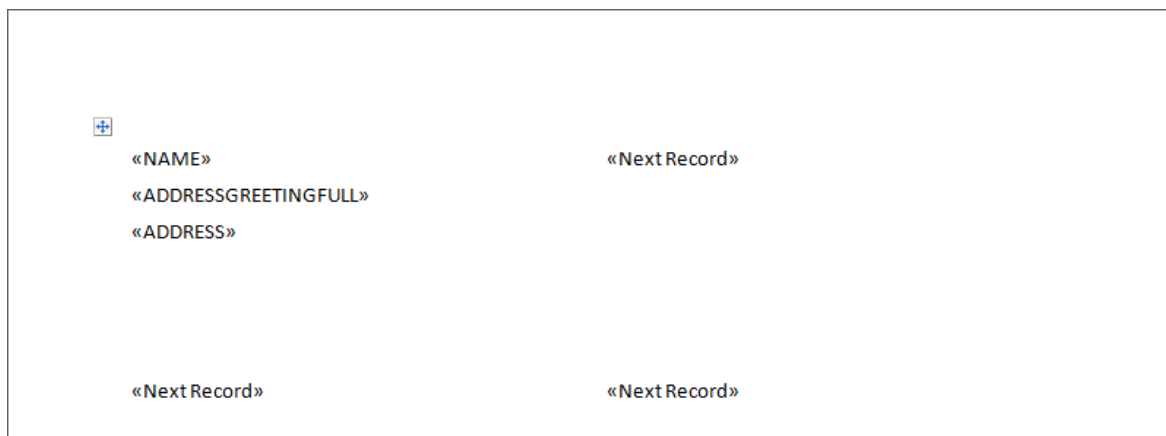 «NAME» «Next Record»
«ADDRESSGREETINGFULL»
«ADDRESS»
«Next Record» «Next Record»